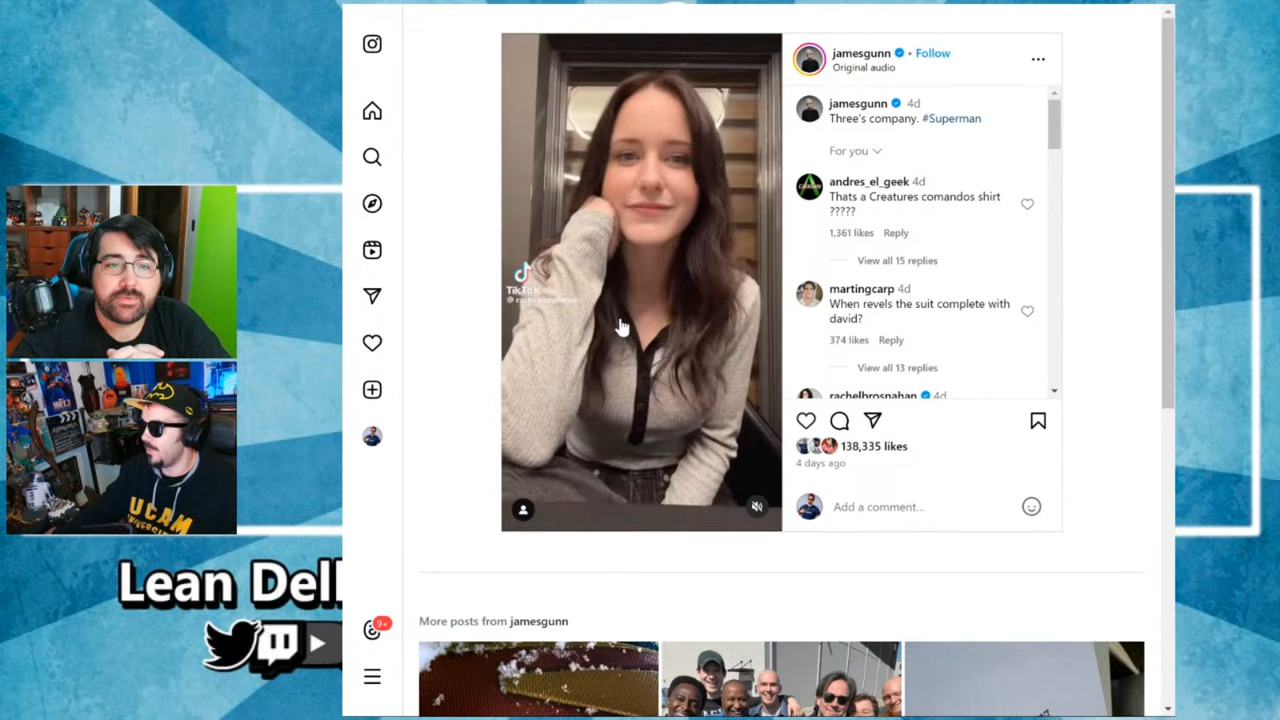 jamesgunn • Follow
Original audio
jamesgunn 4d
Three's company. #Superman
For you
andres_el_geek 4d
Thats a Creatures comandos shirt
?????
1,361 likes Reply
View all 15 replies
martingcarp 4d
When revels the suit complete with
david?
374 likes Reply
View all 13 replies
rachelbrosnahan 4d
138,335 likes
4 days ago
Add a comment...
TikTok
UCAM
Lean Dell
9+
More posts from jamesgunn